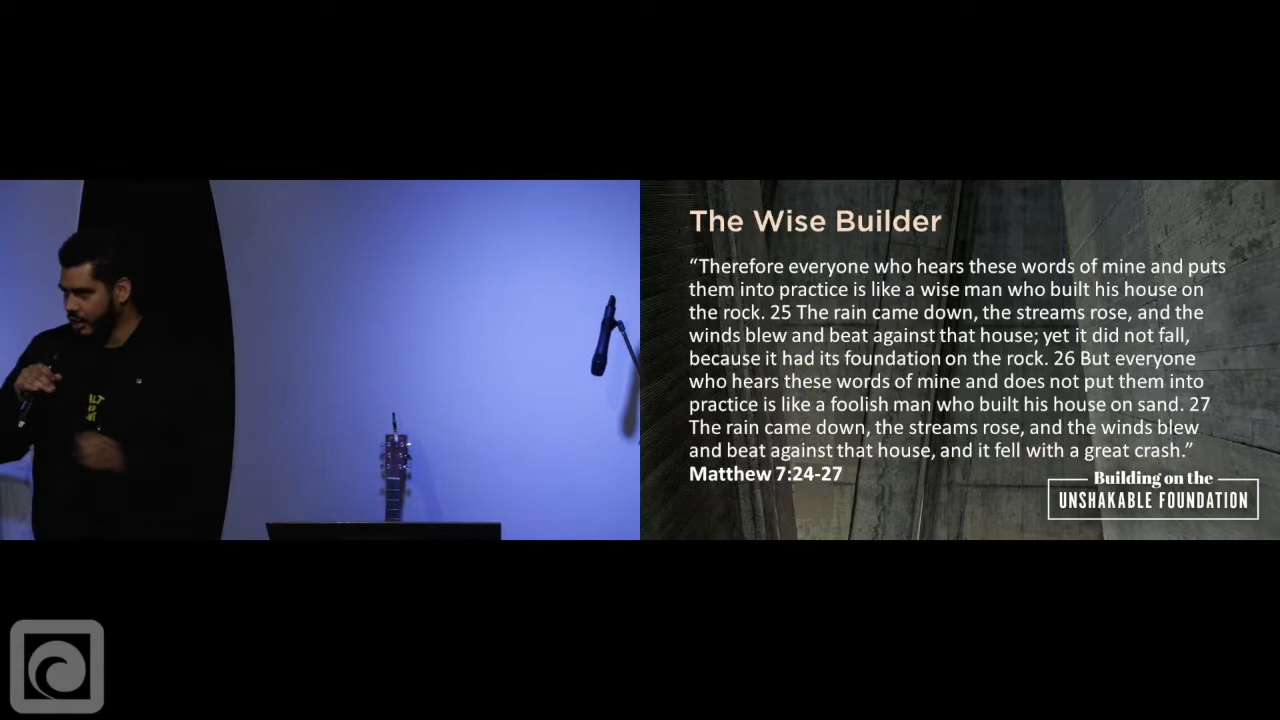 The Wise Builder
“Therefore everyone who hears these words of mine and puts
them into practice is like a wise man who built his house on
the rock. 25 The rain came down, the streams rose, and the
winds blew and beat against that house; yet it did not fall,
because it had its foundation on the rock. 26 But everyone
who hears these words of mine and does not put them into
practice is like a foolish man who built his house on sand. 27
The rain came down, the streams rose, and the winds blew
and beat against that house, and it fell with a great crash.”
Matthew 7:24-27
Building on the
UNSHAKABLE FOUNDATION